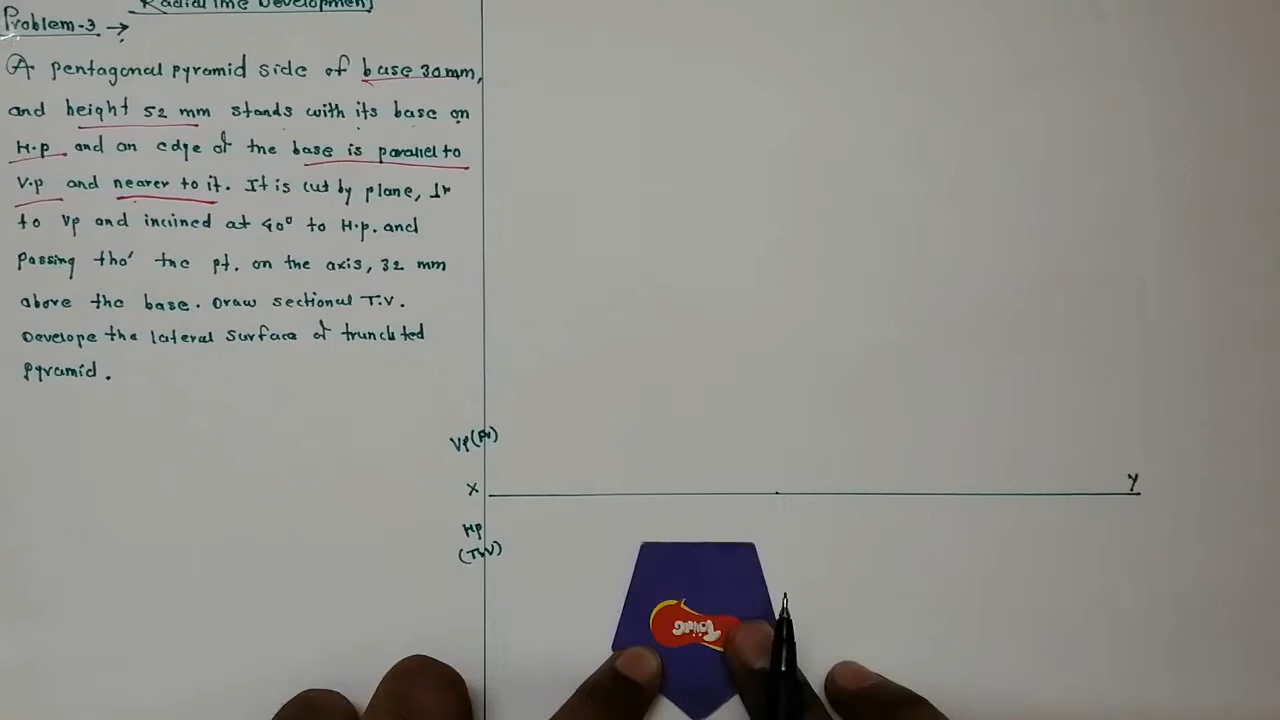 Radial line Development
Problem-3 →
A pentagonal pyramid side of base 30mm,
and height 52 mm stands with its base on
H.p and an edge of the base is parallel to
V.p and nearer to it. It is cut by plane, ⊥r
to Vp and inclined at 40° to H.p. and
Passing tho' the pt. on the axis, 32 mm
above the base. Draw sectional T.V.
Develope the lateral surface of truncted
pyramid.
Vp(FV)
X
Y
HP
(TV)